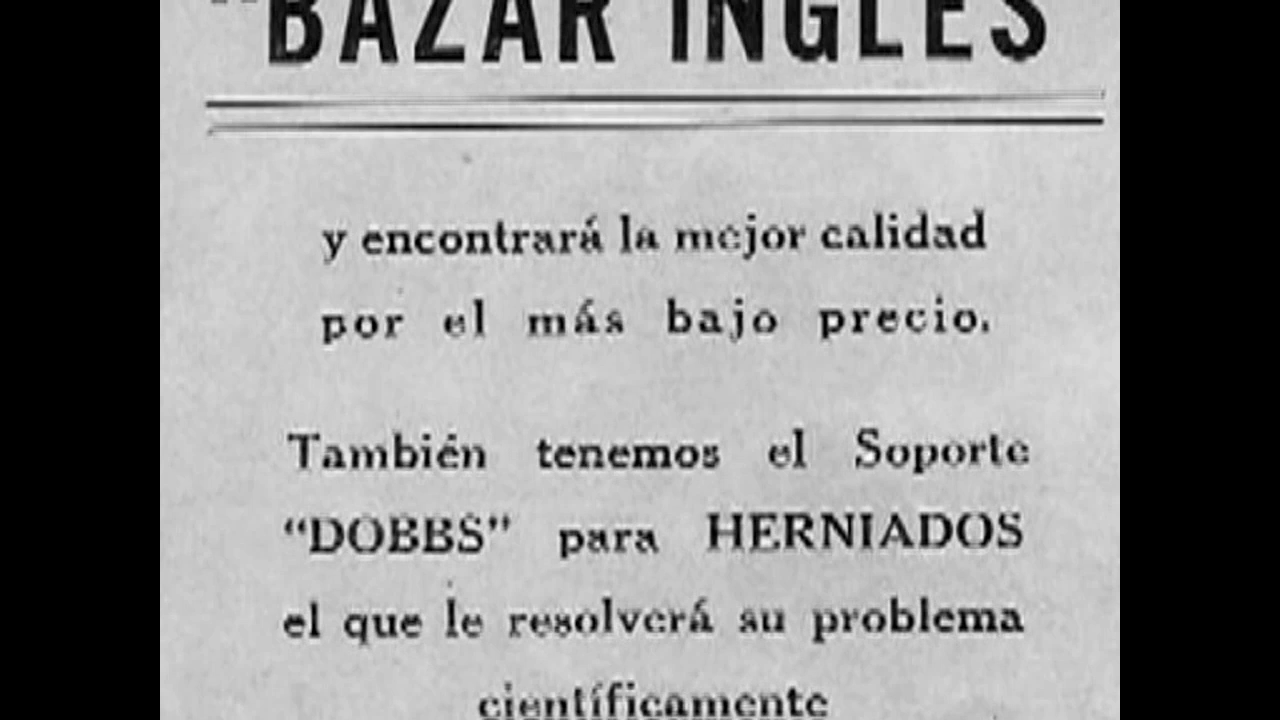 "BAZAR INGLES
y encontrará la mejor calidad
por el más bajo precio.
También tenemos el Soporte
“DOBBS” para HERNIADOS
el que le resolverá su problema
científicamente